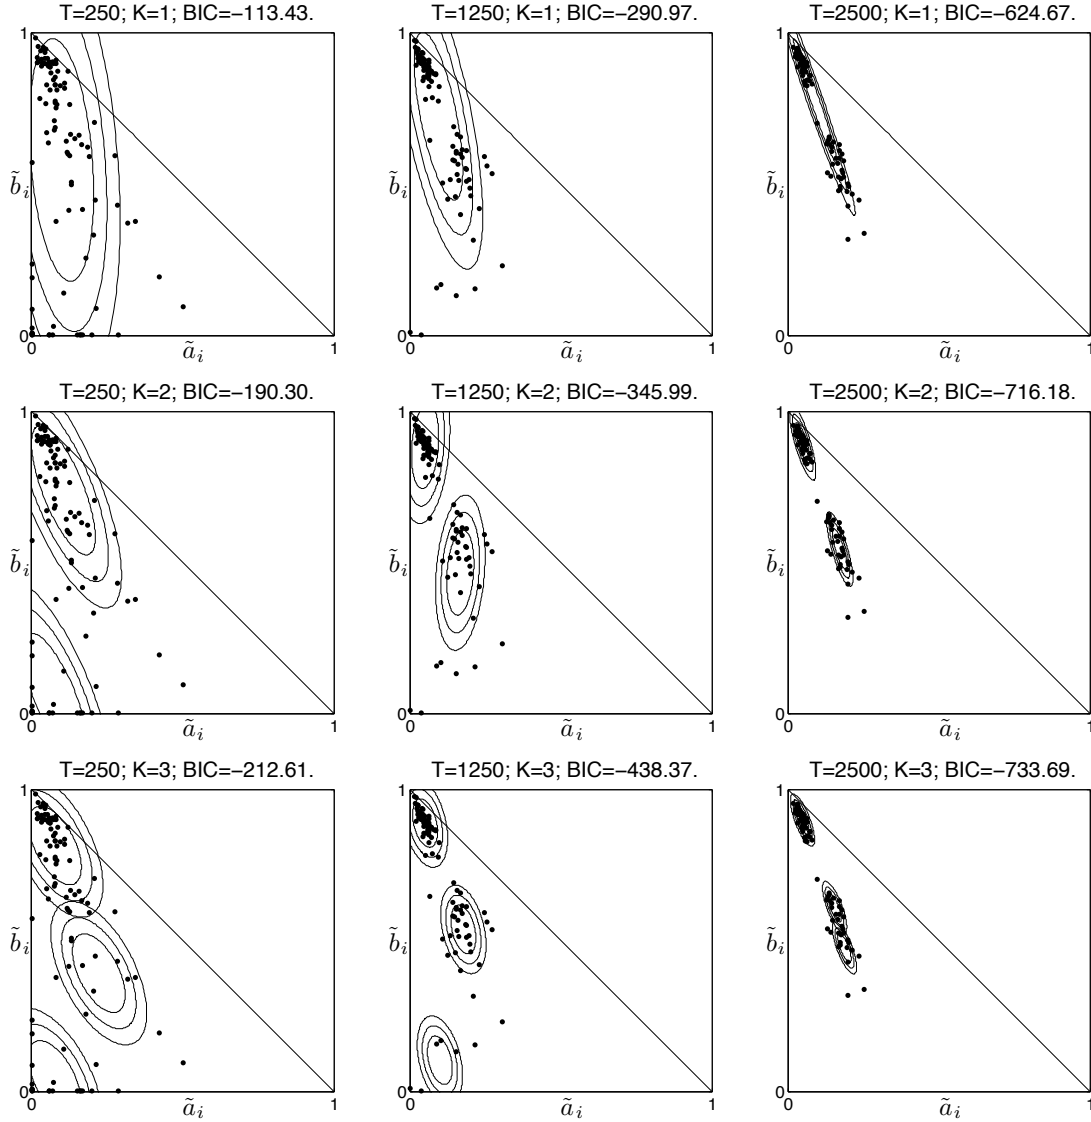 T=250; K=1; BIC=−113.43.
T=1250; K=1; BIC=−290.97.
T=2500; K=1; BIC=−624.67.
1
1
1
b̃ᵢ
b̃ᵢ
b̃ᵢ
0
0
0
0 ãᵢ 1
0 ãᵢ 1
0 ãᵢ 1
T=250; K=2; BIC=−190.30.
T=1250; K=2; BIC=−345.99.
T=2500; K=2; BIC=−716.18.
1
1
1
b̃ᵢ
b̃ᵢ
b̃ᵢ
0
0
0
0 ãᵢ 1
0 ãᵢ 1
0 ãᵢ 1
T=250; K=3; BIC=−212.61.
T=1250; K=3; BIC=−438.37.
T=2500; K=3; BIC=−733.69.
1
1
1
b̃ᵢ
b̃ᵢ
b̃ᵢ
0
0
0
0 ãᵢ 1
0 ãᵢ 1
0 ãᵢ 1